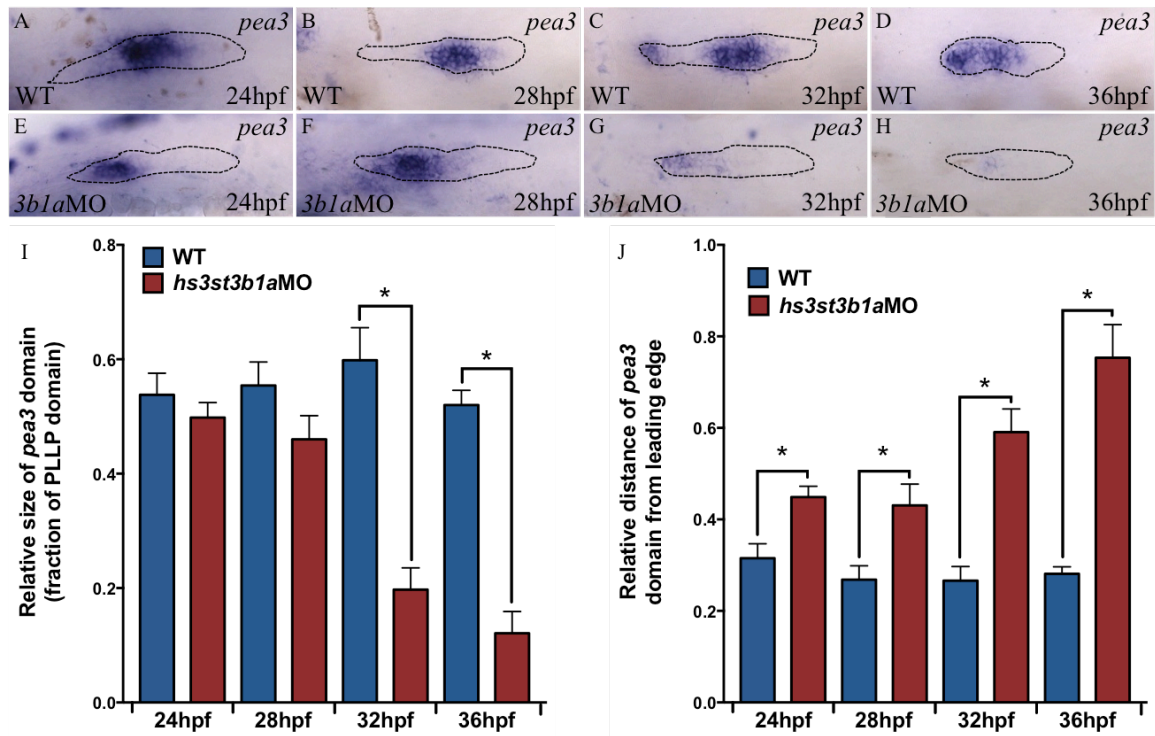 A pea3
WT 24hpf
B pea3
WT 28hpf
C pea3
WT 32hpf
D pea3
WT 36hpf
E pea3
3b1aMO 24hpf
F pea3
3b1aMO 28hpf
G pea3
3b1aMO 32hpf
H pea3
3b1aMO 36hpf
I
WT
hs3st3b1aMO
Relative size of pea3 domain
(fraction of PLLP domain)
0.8
0.6
0.4
0.2
0.0
* *
24hpf 28hpf 32hpf 36hpf
J
WT
hs3st3b1aMO
Relative distance of pea3
domain from leading edge
1.0
0.8
0.6
0.4
0.2
0.0
* * * *
24hpf 28hpf 32hpf 36hpf